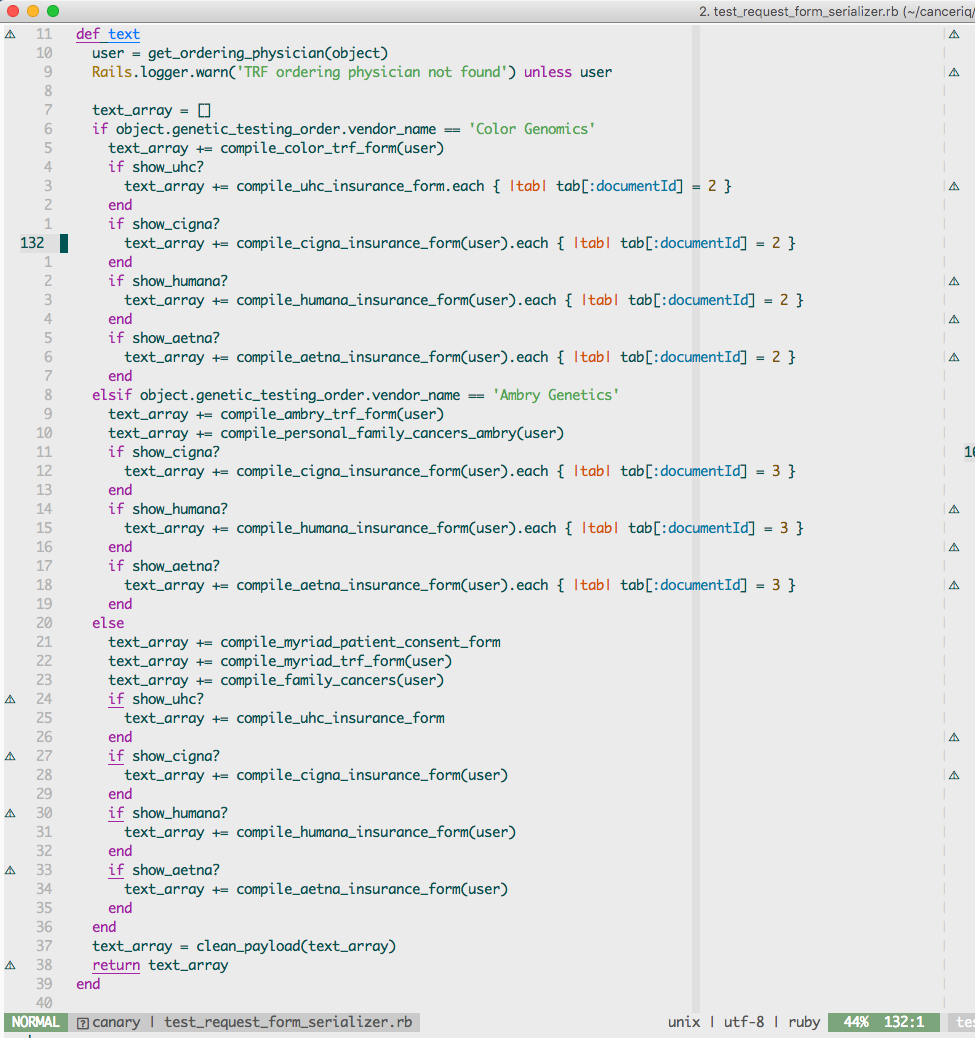 2. test_request_form_serializer.rb (~/canceriq/
11 def text
10 user = get_ordering_physician(object)
9 Rails.logger.warn('TRF ordering physician not found') unless user
8
7 text_array = []
6 if object.genetic_testing_order.vendor_name == 'Color Genomics'
5 text_array += compile_color_trf_form(user)
4 if show_uhc?
3 text_array += compile_uhc_insurance_form.each { |tab| tab[:documentId] = 2 }
2 end
1 if show_cigna?
132 text_array += compile_cigna_insurance_form(user).each { |tab| tab[:documentId] = 2 }
1 end
2 if show_humana?
3 text_array += compile_humana_insurance_form(user).each { |tab| tab[:documentId] = 2 }
4 end
5 if show_aetna?
6 text_array += compile_aetna_insurance_form(user).each { |tab| tab[:documentId] = 2 }
7 end
8 elsif object.genetic_testing_order.vendor_name == 'Ambry Genetics'
9 text_array += compile_ambry_trf_form(user)
10 text_array += compile_personal_family_cancers_ambry(user)
11 if show_cigna? 16
12 text_array += compile_cigna_insurance_form(user).each { |tab| tab[:documentId] = 3 }
13 end
14 if show_humana?
15 text_array += compile_humana_insurance_form(user).each { |tab| tab[:documentId] = 3 }
16 end
17 if show_aetna?
18 text_array += compile_aetna_insurance_form(user).each { |tab| tab[:documentId] = 3 }
19 end
20 else
21 text_array += compile_myriad_patient_consent_form
22 text_array += compile_myriad_trf_form(user)
23 text_array += compile_family_cancers(user)
24 if show_uhc?
25 text_array += compile_uhc_insurance_form
26 end
27 if show_cigna?
28 text_array += compile_cigna_insurance_form(user)
29 end
30 if show_humana?
31 text_array += compile_humana_insurance_form(user)
32 end
33 if show_aetna?
34 text_array += compile_aetna_insurance_form(user)
35 end
36 end
37 text_array = clean_payload(text_array)
38 return text_array
39 end
40
NORMAL ? canary | test_request_form_serializer.rb unix | utf-8 | ruby 44% 132:1 tes